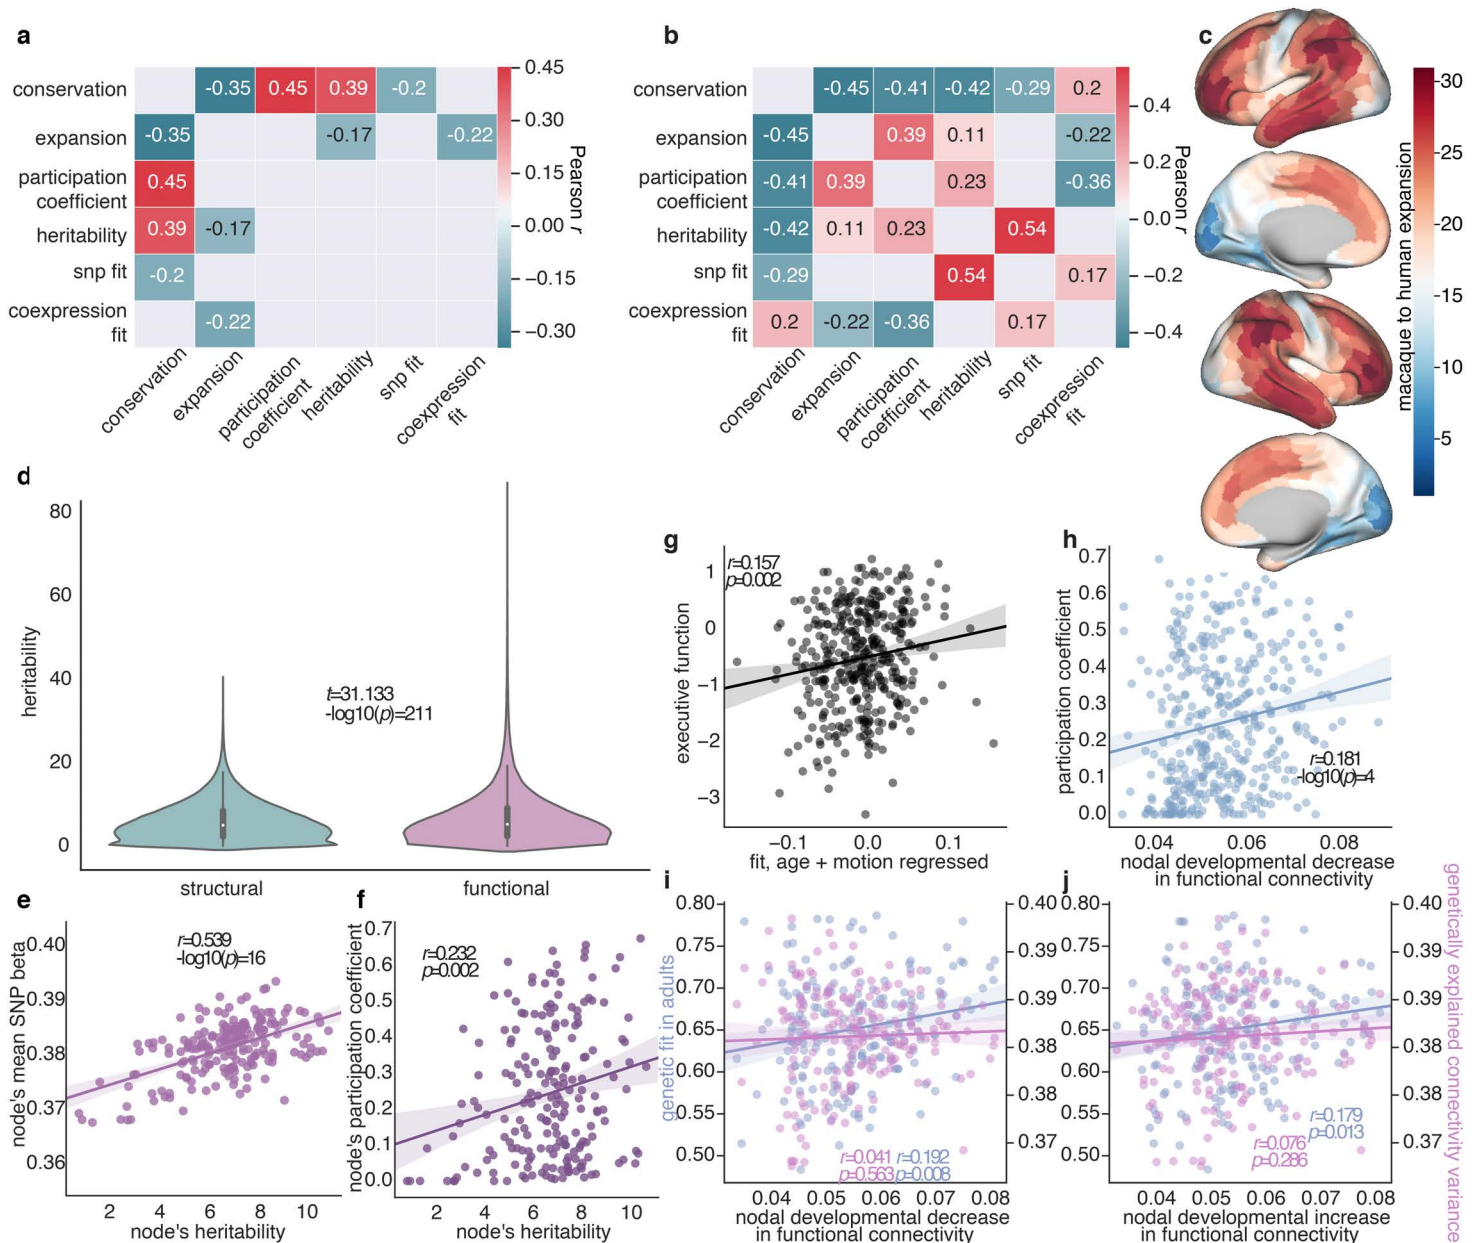 a
conservation
expansion
participation
coefficient
heritability
snp fit
coexpression
fit
-0.35 0.45 0.39 -0.2
-0.35 -0.17 -0.22
0.45
0.39 -0.17
-0.2
-0.22
conservation
expansion
participation
coefficient
heritability
snp fit
coexpression
fit
0.45
0.30
0.15
0.00
−0.15
−0.30
Pearson r
b
conservation
expansion
participation
coefficient
heritability
snp fit
coexpression
fit
-0.45 -0.41 -0.42 -0.29 0.2
-0.45 0.39 0.11 -0.22
-0.41 0.39 0.23 -0.36
-0.42 0.11 0.23 0.54
-0.29 0.54 0.17
0.2 -0.22 -0.36 0.17
conservation
expansion
participation
coefficient
heritability
snp fit
coexpression
fit
0.4
0.2
0.0
−0.2
−0.4
Pearson r
c
macaque to human expansion
30
25
20
15
10
5
d
heritability
80
60
40
20
0
t=31.133
-log10(p)=211
structural
functional
e
node's mean SNP beta
0.40
0.39
0.38
0.37
0.36
r=0.539
-log10(p)=16
2 4 6 8 10
node's heritability
f
node's participation coefficient
0.7
0.6
0.5
0.4
0.3
0.2
0.1
0.0
r=0.232
p=0.002
2 4 6 8 10
node's heritability
g
executive function
1
0
−1
−2
−3
r=0.157
p=0.002
−0.1 0.0 0.1
fit, age + motion regressed
h
participation coefficient
0.7
0.6
0.5
0.4
0.3
0.2
0.1
0.0
r=0.181
-log10(p)=4
0.04 0.06 0.08
nodal developmental decrease
in functional connectivity
i
genetic fit in adults
0.80
0.75
0.70
0.65
0.60
0.55
0.50
0.40
0.39
0.39
0.38
0.38
0.37
r=0.041 r=0.192
p=0.563 p=0.008
0.04 0.05 0.06 0.07 0.08
nodal developmental decrease
in functional connectivity
j
0.80
0.75
0.70
0.65
0.60
0.55
0.50
0.40
0.39
0.39
0.38
0.38
0.37
r=0.179
p=0.013
r=0.076
p=0.286
0.04 0.05 0.06 0.07 0.08
nodal developmental increase
in functional connectivity
genetically explained connectivity variance